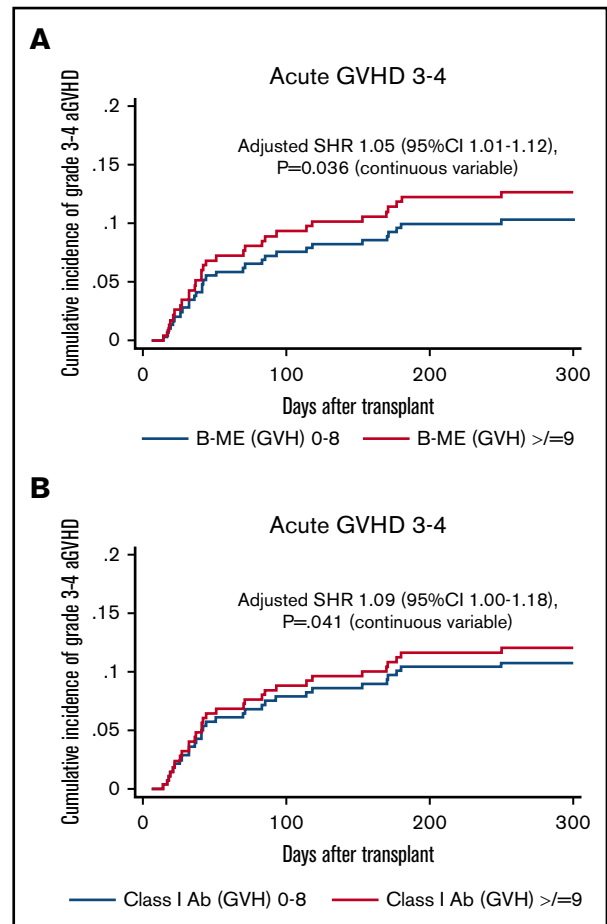 A
Acute GVHD 3-4
Cumulative incidence of grade 3-4 aGVHD
.2
.15
.1
.05
0
Adjusted SHR 1.05 (95%CI 1.01-1.12),
P=0.036 (continuous variable)
0 100 200 300
Days after transplant
B-ME (GVH) 0-8 B-ME (GVH) >/=9
B
Acute GVHD 3-4
Cumulative incidence of grade 3-4 aGVHD
.2
.15
.1
.05
0
Adjusted SHR 1.09 (95%CI 1.00-1.18),
P=.041 (continuous variable)
0 100 200 300
Days after transplant
Class I Ab (GVH) 0-8 Class I Ab (GVH) >/=9